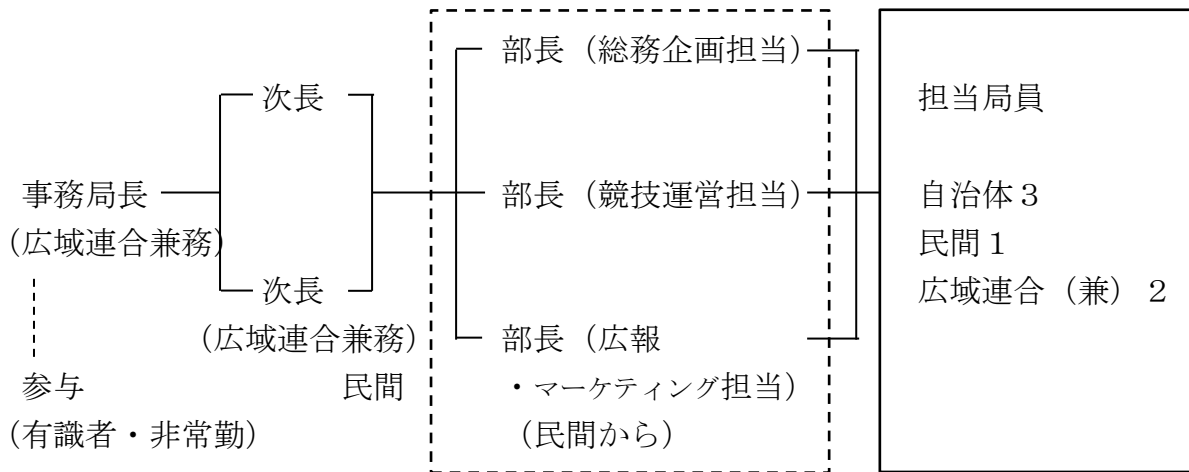 部長（総務企画担当）
次長
担当局員
事務局長
部長（競技運営担当）
自治体３
(広域連合兼務)
民間１
次長
広域連合（兼）２
(広域連合兼務)
部長（広報
参与
民間
・マーケティング担当）
(有識者・非常勤)
（民間から）